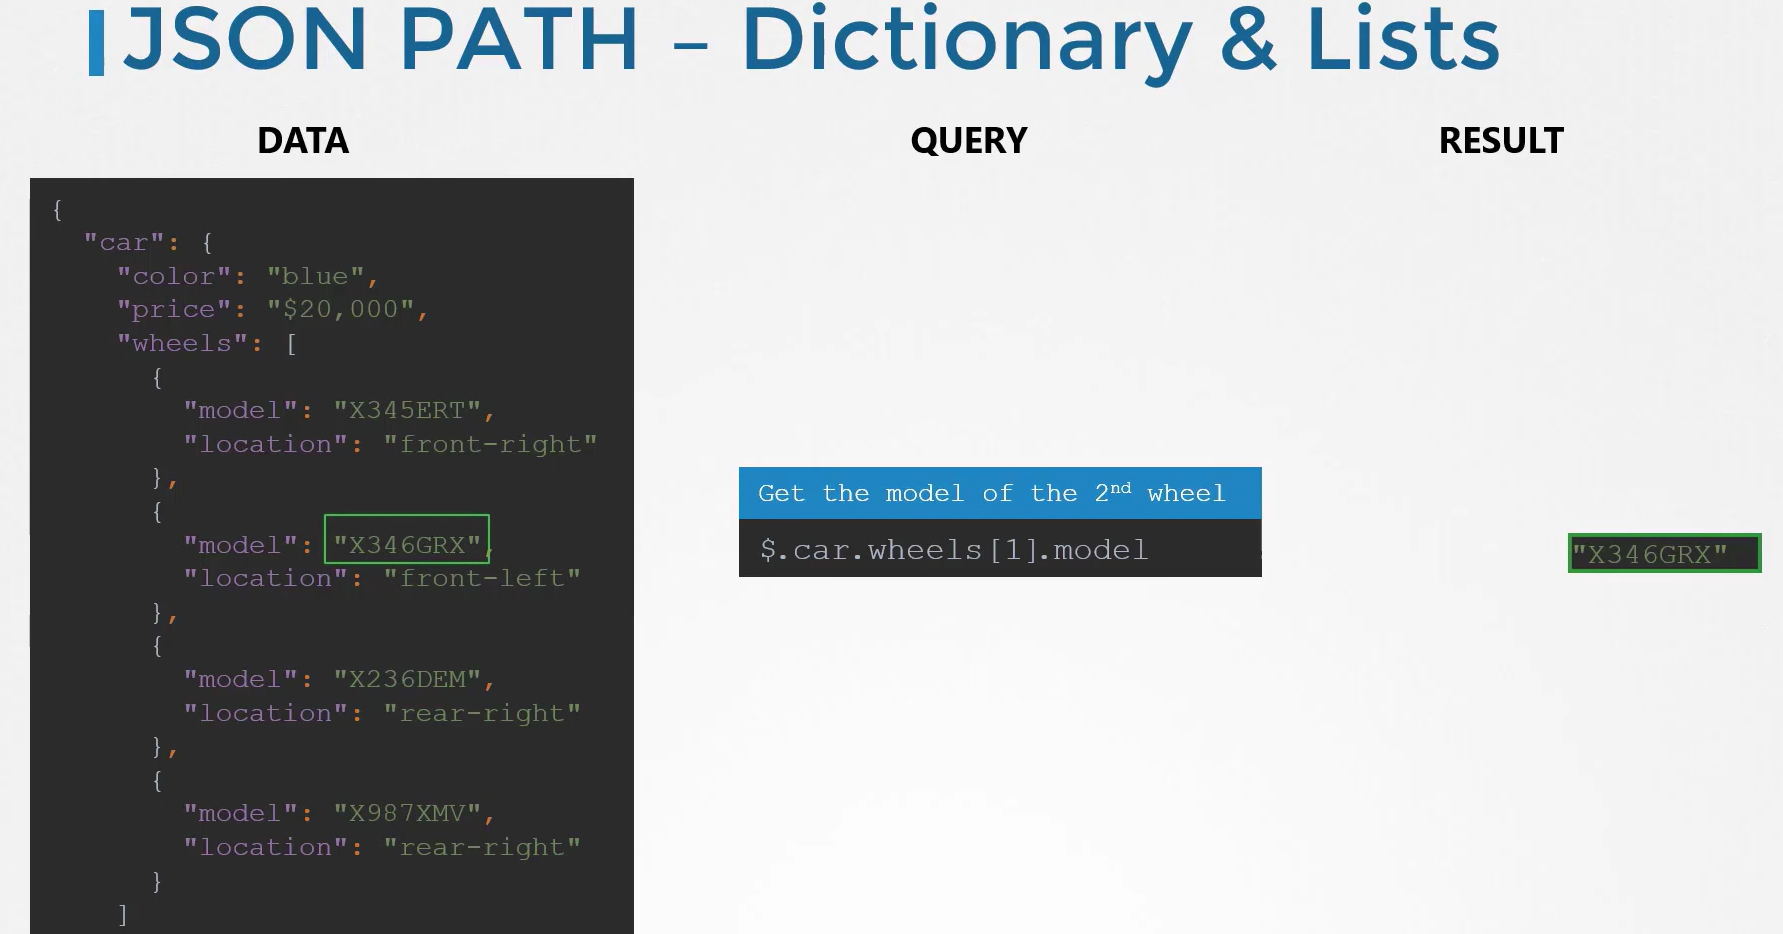 JSON PATH – Dictionary & Lists
DATA
{
"car": {
"color": "blue",
"price": "$20,000",
"wheels": [
{
"model": "X345ERT",
"location": "front-right"
},
{
"model": "X346GRX",
"location": "front-left"
},
{
"model": "X236DEM",
"location": "rear-right"
},
{
"model": "X987XMV",
"location": "rear-right"
}
]
QUERY
Get the model of the 2nd wheel
$.car.wheels[1].model
RESULT
"X346GRX"